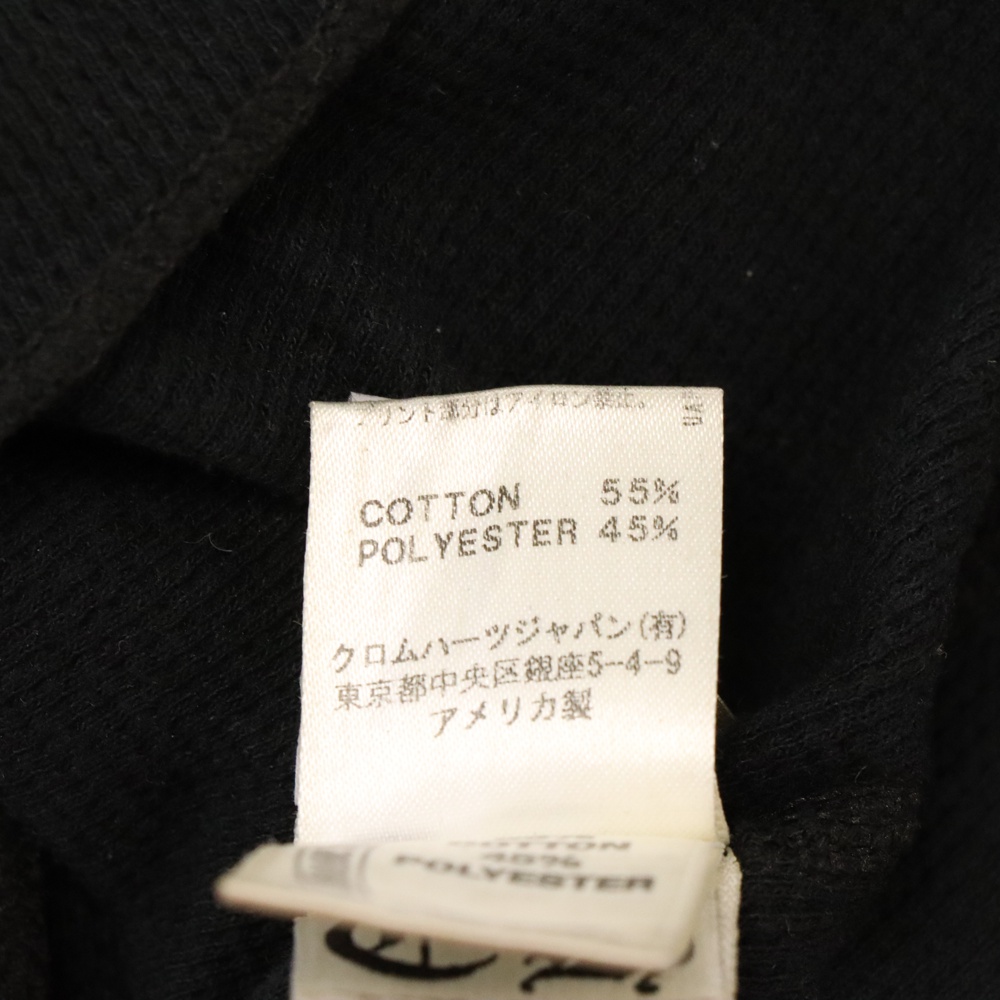 プリント部分はアイロン禁止。
COTTON 55%
POLYESTER 45%
クロムハーツジャパン(有)
東京都中央区銀座5-4-9
アメリカ製
COTTON
45%
POLYESTER